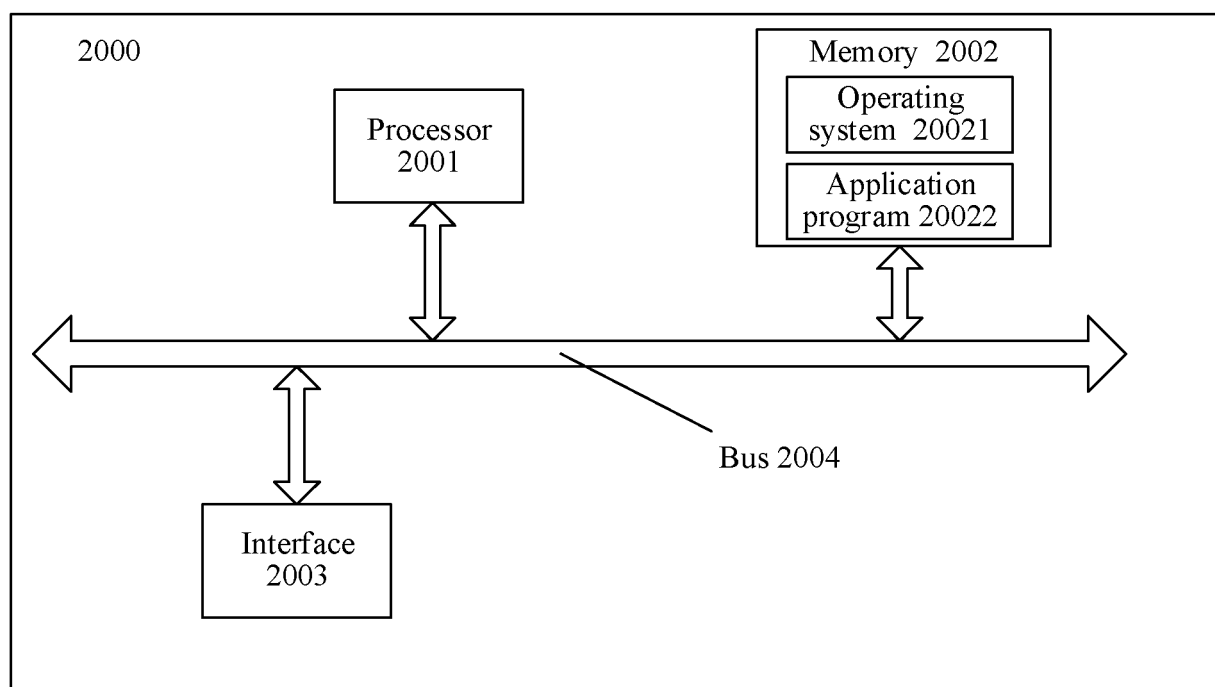 2000
Memory 2002
Operating
system 20021
Application
program 20022
Processor
2001
Bus 2004
Interface
2003